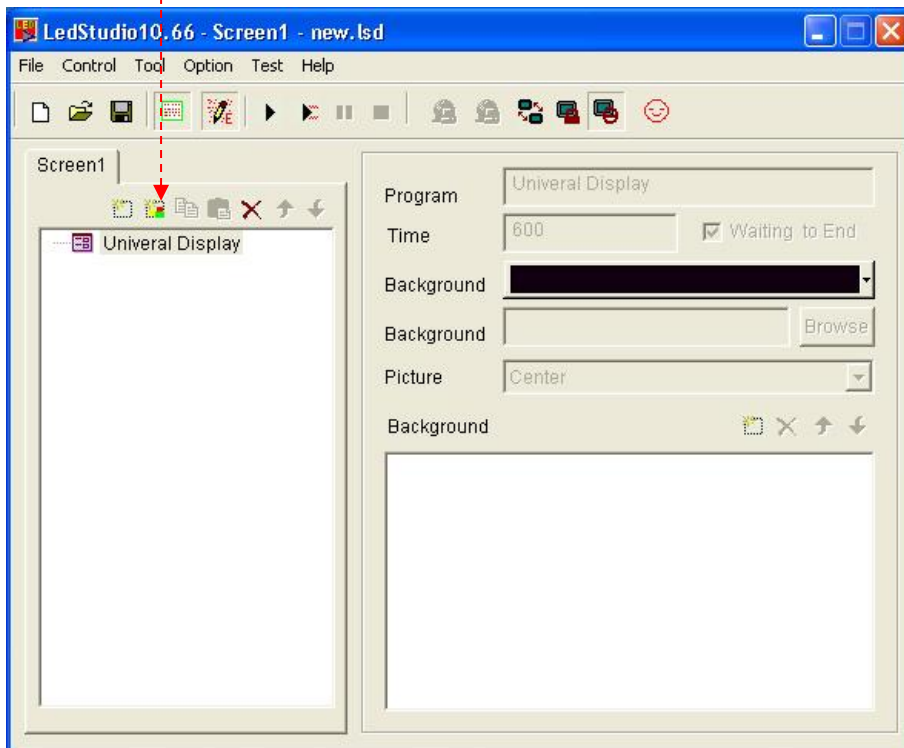 LedStudio10.66 - Screen1 - new.lsd
File Control Tool Option Test Help
E
Screen1
Univeral Display
Program Univeral Display
Time 600 Waiting to End
Background
Background Browse
Picture Center
Background